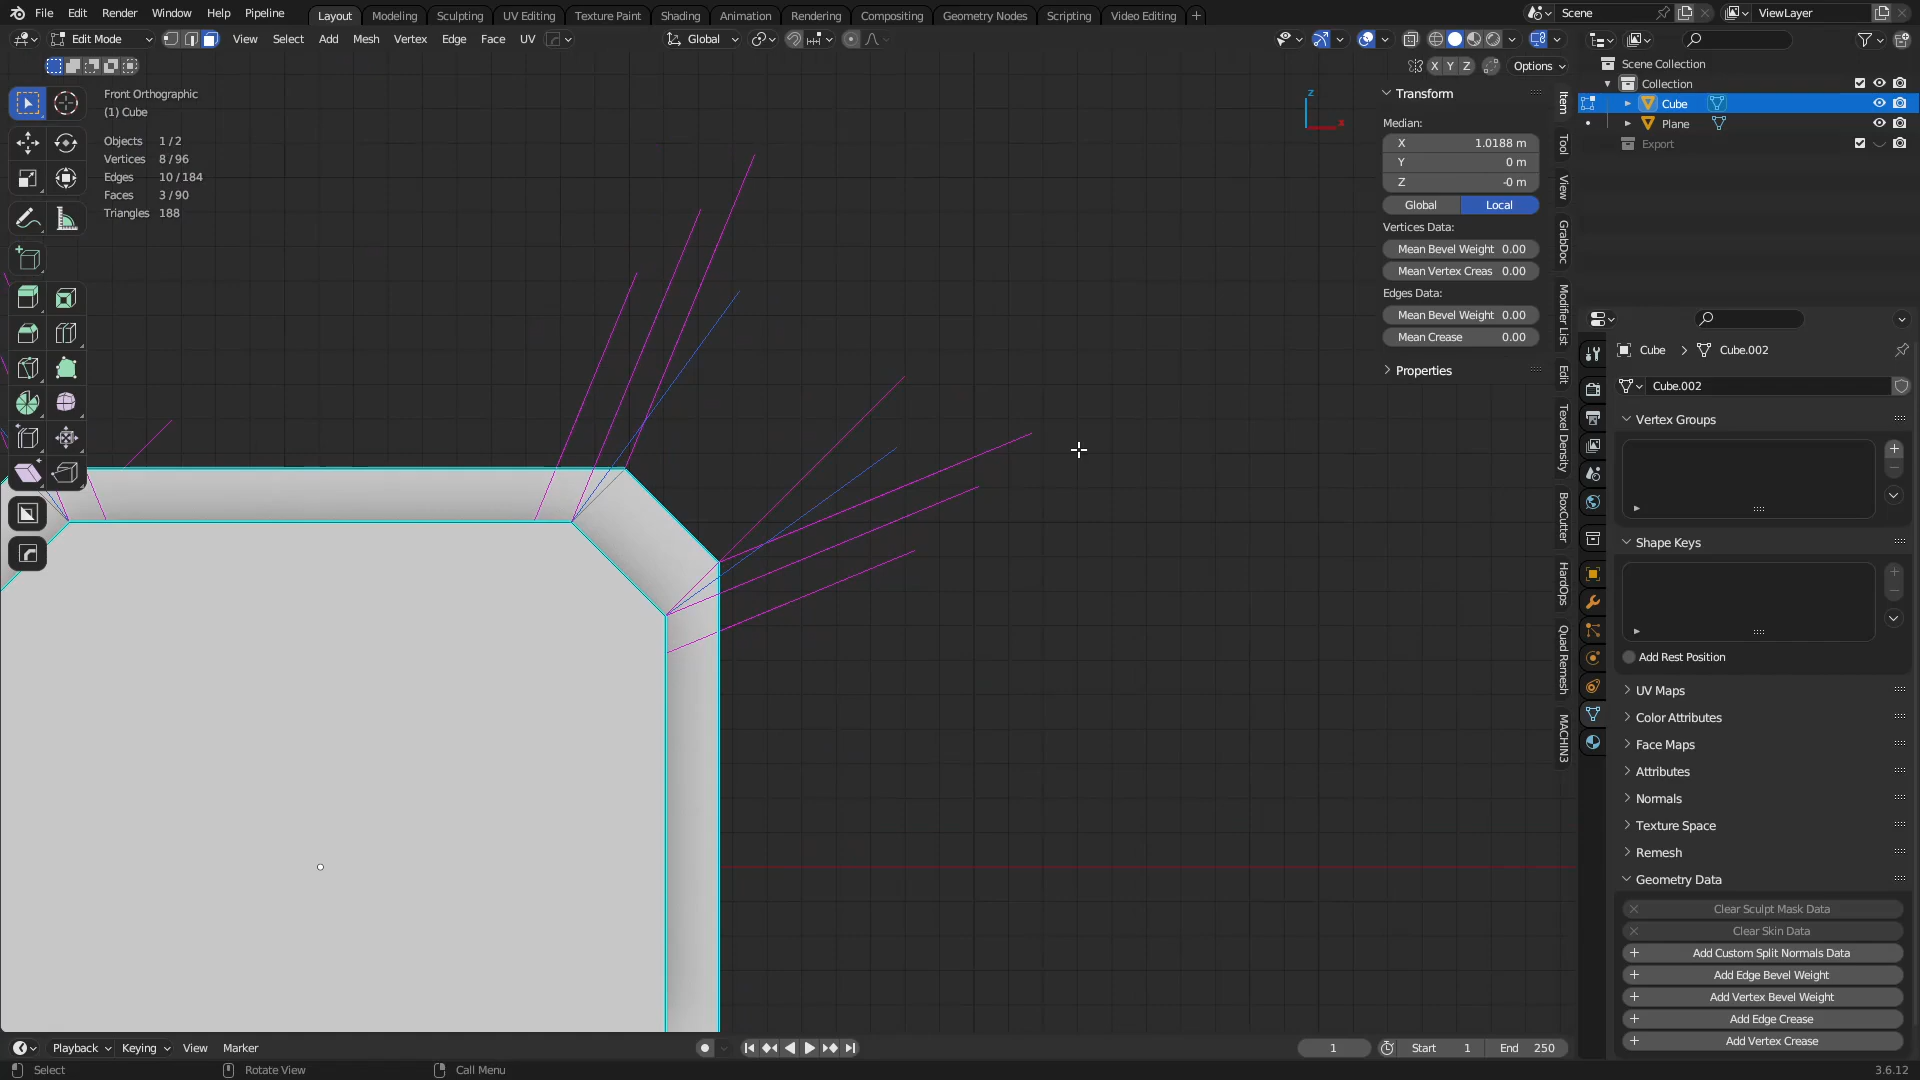 File Edit Render Window Help Pipeline Layout Modeling Sculpting UV Editing Texture Paint Shading Animation Rendering Compositing Geometry Nodes Scripting Video Editing + Scene ViewLayer
Edit Mode View Select Add Mesh Vertex Edge Face UV Global
X Y Z Options
Front Orthographic
(1) Cube
Objects 1 / 2
Vertices 8 / 96
Edges 10 / 184
Faces 3 / 90
Triangles 188
z
x
Transform
Median:
X 1.0188 m
Y 0 m
Z -0 m
Global Local
Vertices Data:
Mean Bevel Weight 0.00
Mean Vertex Creas 0.00
Edges Data:
Mean Bevel Weight 0.00
Mean Crease 0.00
Properties
Item
Tool
View
GrabDoc
Modifier List
Edit
Texel Density
BoxCutter
HardOps
Quad Remesh
MACHIN3
Scene Collection
Collection
Cube
Plane
Export
Cube Cube.002
Cube.002
Vertex Groups
Shape Keys
Add Rest Position
UV Maps
Color Attributes
Face Maps
Attributes
Normals
Texture Space
Remesh
Geometry Data
Clear Sculpt Mask Data
Clear Skin Data
Add Custom Split Normals Data
Add Edge Bevel Weight
Add Vertex Bevel Weight
Add Edge Crease
Add Vertex Crease
Playback Keying View Marker 1 Start 1 End 250
Select Rotate View Call Menu 3.6.12